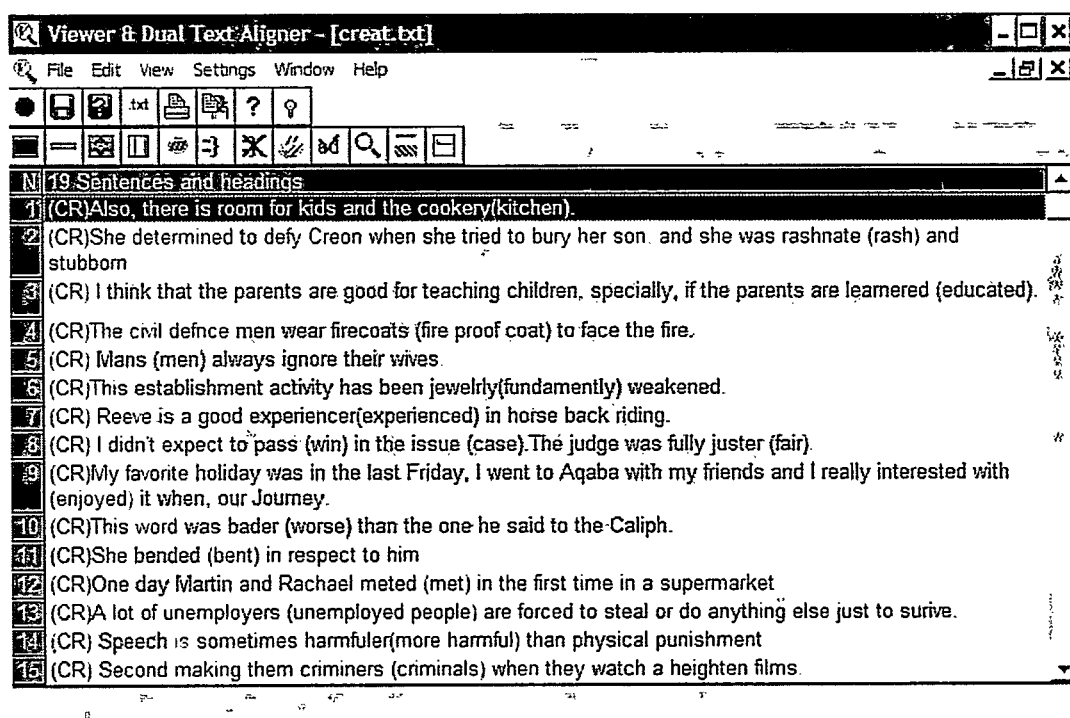 Viewer & Dual Text Aligner - [creat.txt]
File Edit View Settings Window Help
.txt ?
ad
N 19 Sentences and headings
1 (CR)Also, there is room for kids and the cookery(kitchen).
2 (CR)She determined to defy Creon when she tried to bury her son. and she was rashnate (rash) and
stubborn
3 (CR) I think that the parents are good for teaching children, specially, if the parents are learnered (educated).
4 (CR)The civil defnce men wear firecoats (fire proof coat) to face the fire.
5 (CR) Mans (men) always ignore their wives.
6 (CR)This establishment activity has been jewelrly(fundamently) weakened.
7 (CR) Reeve is a good experiencer(experienced) in horse back riding.
8 (CR) I didn't expect to pass (win) in the issue (case).The judge was fully juster (fair).
9 (CR)My favorite holiday was in the last Friday, I went to Aqaba with my friends and I really interested with
(enjoyed) it when, our Journey.
10 (CR)This word was bader (worse) than the one he said to the Caliph.
11 (CR)She bended (bent) in respect to him
12 (CR)One day Martin and Rachael meted (met) in the first time in a supermarket
13 (CR)A lot of unemployers (unemployed people) are forced to steal or do anything else just to surive.
14 (CR) Speech is sometimes harmfuler(more harmful) than physical punishment
15 (CR) Second making them criminers (criminals) when they watch a heighten films.